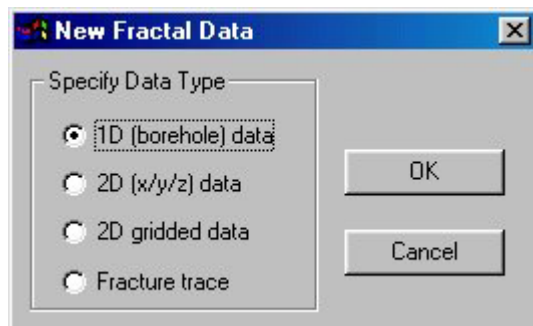 New Fractal Data
Specify Data Type
1D (borehole) data
2D (x/y/z) data
2D gridded data
Fracture trace
OK
Cancel